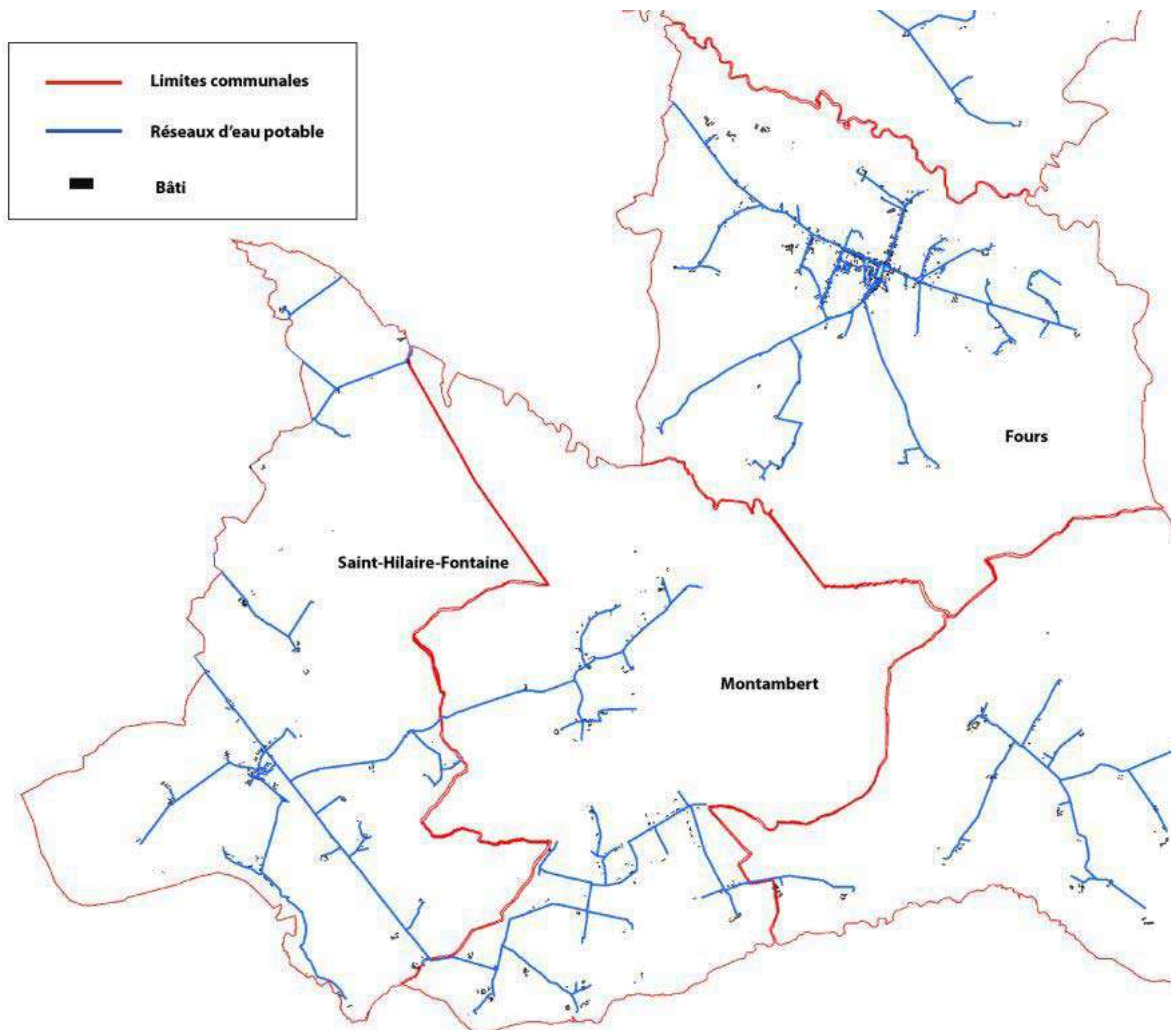 Limites communales
Réseaux d'eau potable
Bâti
Fours
Saint-Hilaire-Fontaine
Montambert